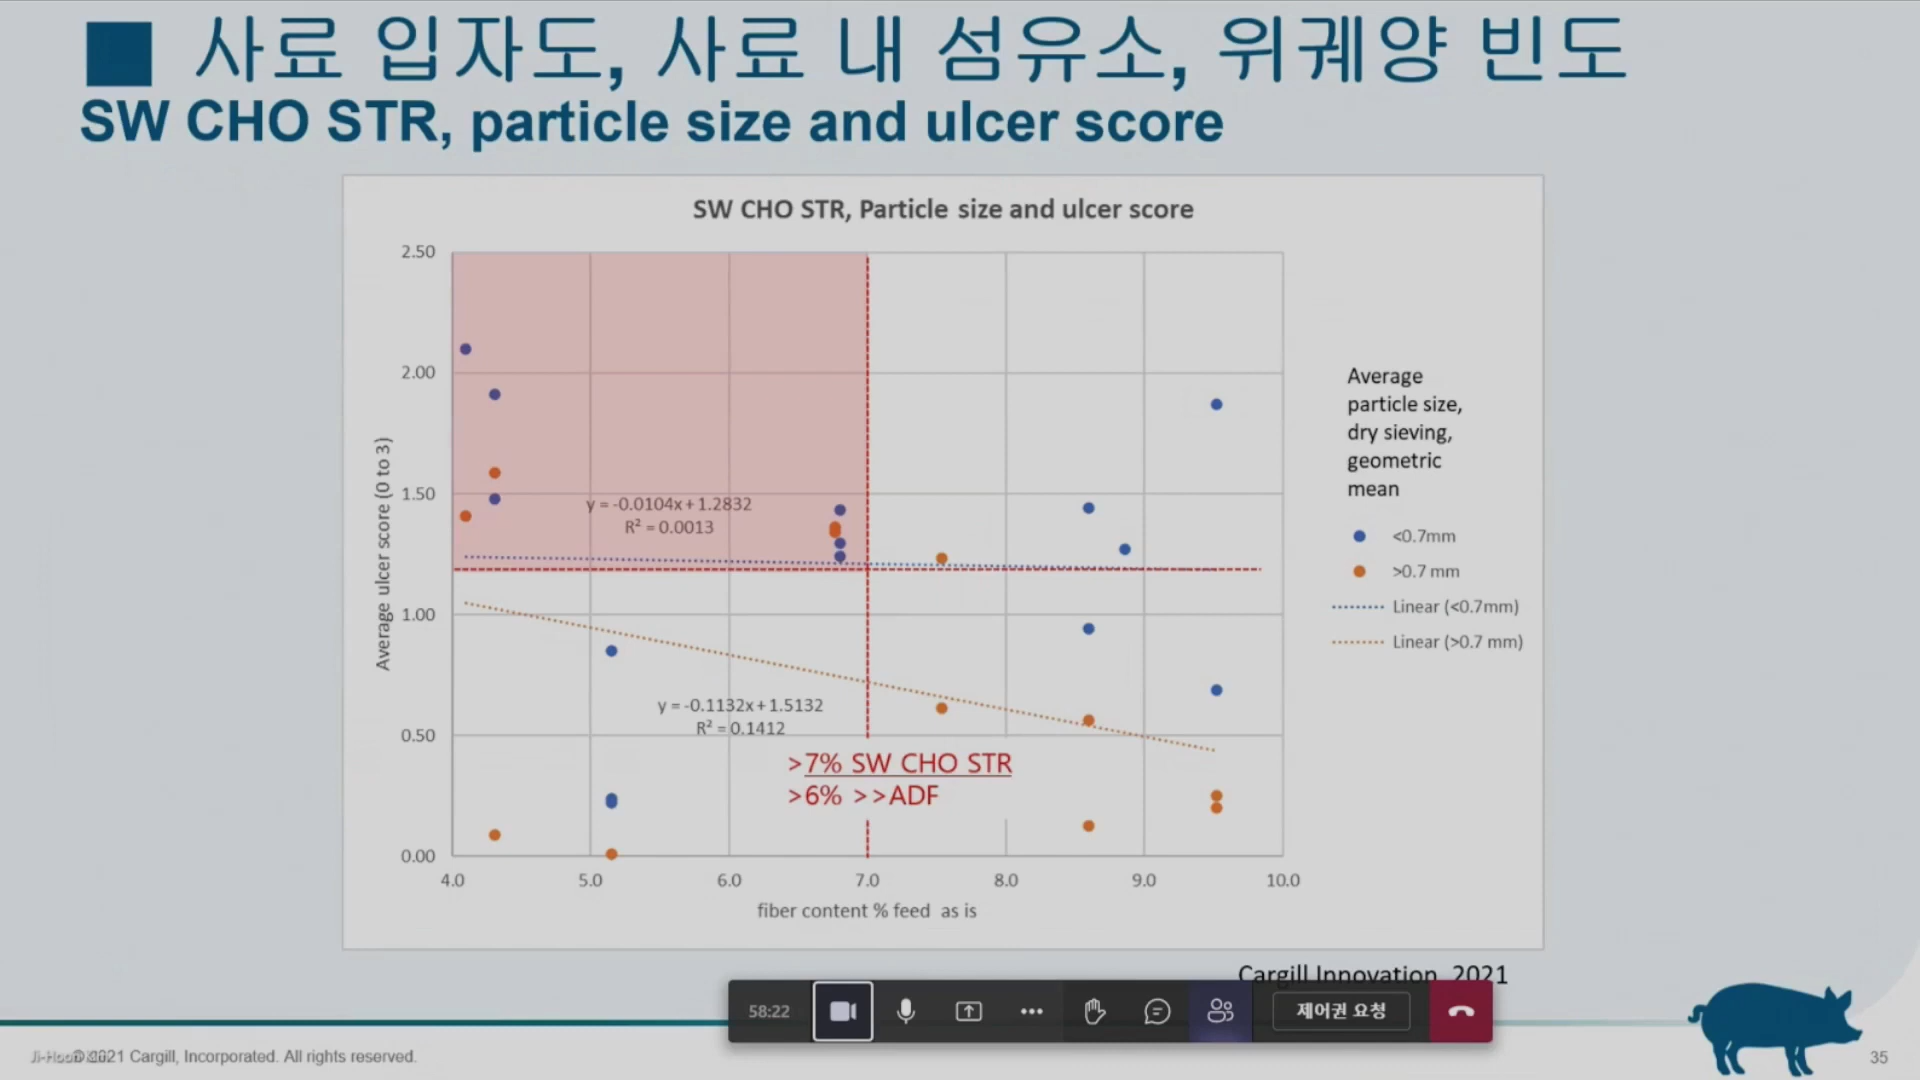 사료 입자도, 사료 내 섬유소, 위궤양 빈도
SW CHO STR, particle size and ulcer score
SW CHO STR, Particle size and ulcer score
2.50
2.00
1.50
1.00
0.50
0.00
Average ulcer score (0 to 3)
y = -0.0104x + 1.2832
R² = 0.0013
y = -0.1132x + 1.5132
R² = 0.1412
>7% SW CHO STR
>6% >>ADF
4.0 5.0 6.0 7.0 8.0 9.0 10.0
fiber content % feed as is
Average
particle size,
dry sieving,
geometric
mean
<0.7mm
>0.7 mm
Linear (<0.7mm)
Linear (>0.7 mm)
Cargill Innovation, 2021
58:22
제어권 요청
2021 Cargill, Incorporated. All rights reserved.
35